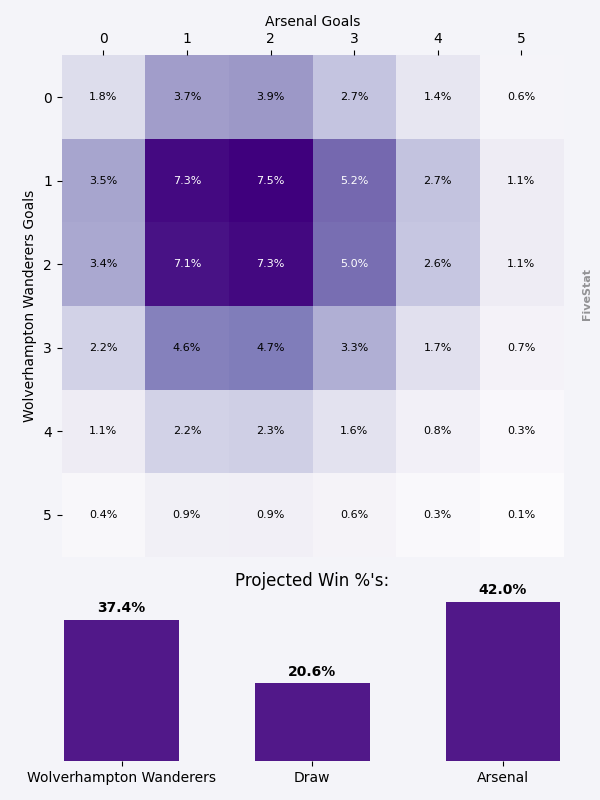 Arsenal Goals
0 1 2 3 4 5
0 1.8% 3.7% 3.9% 2.7% 1.4% 0.6%
1 3.5% 7.3% 7.5% 5.2% 2.7% 1.1%
2 3.4% 7.1% 7.3% 5.0% 2.6% 1.1%
3 2.2% 4.6% 4.7% 3.3% 1.7% 0.7%
4 1.1% 2.2% 2.3% 1.6% 0.8% 0.3%
5 0.4% 0.9% 0.9% 0.6% 0.3% 0.1%
Wolverhampton Wanderers Goals
FiveStat
Projected Win %'s:
37.4% 20.6% 42.0%
Wolverhampton Wanderers Draw Arsenal